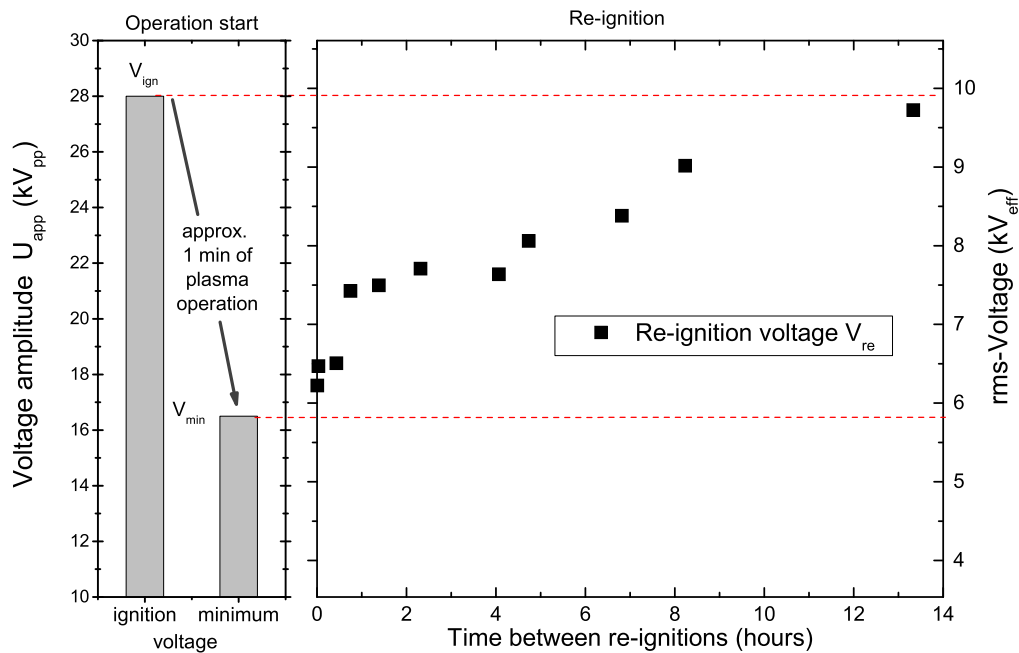 Operation start
Re-ignition
Voltage amplitude U_app (kV_pp)
30
28
26
24
22
20
18
16
14
12
10
V_ign
approx.
1 min of
plasma
operation
V_min
ignition minimum
voltage
Re-ignition voltage V_re
0 2 4 6 8 10 12 14
Time between re-ignitions (hours)
10
9
8
7
6
5
4
rms-Voltage (kV_eff)